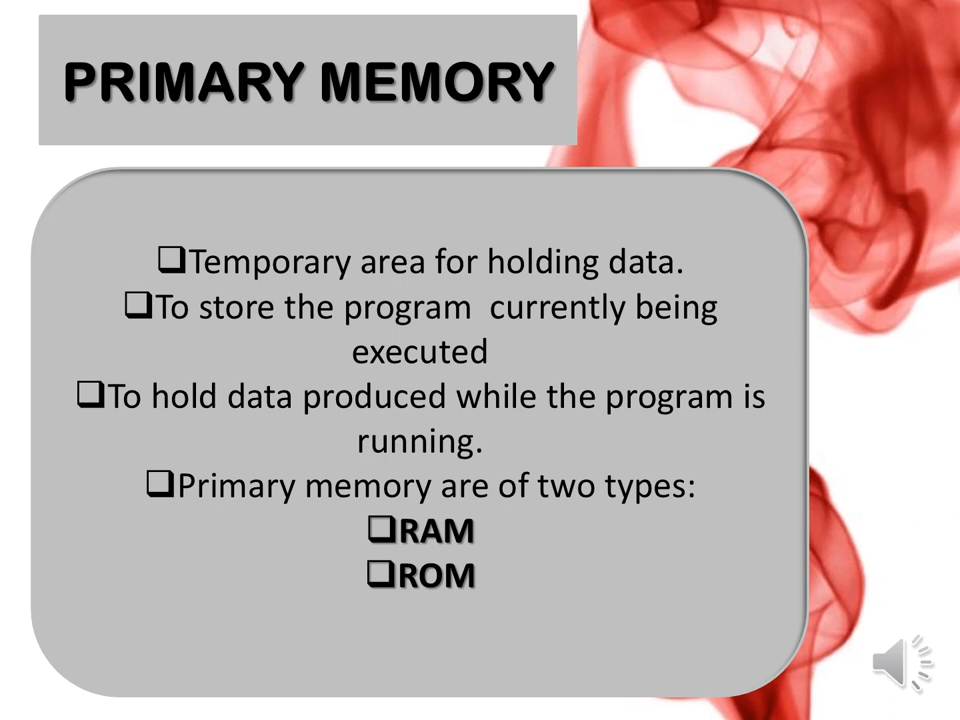 PRIMARY MEMORY
❑Temporary area for holding data.
❑To store the program  currently being
executed
❑To hold data produced while the program is
running.
❑Primary memory are of two types:
❑RAM
❑ROM